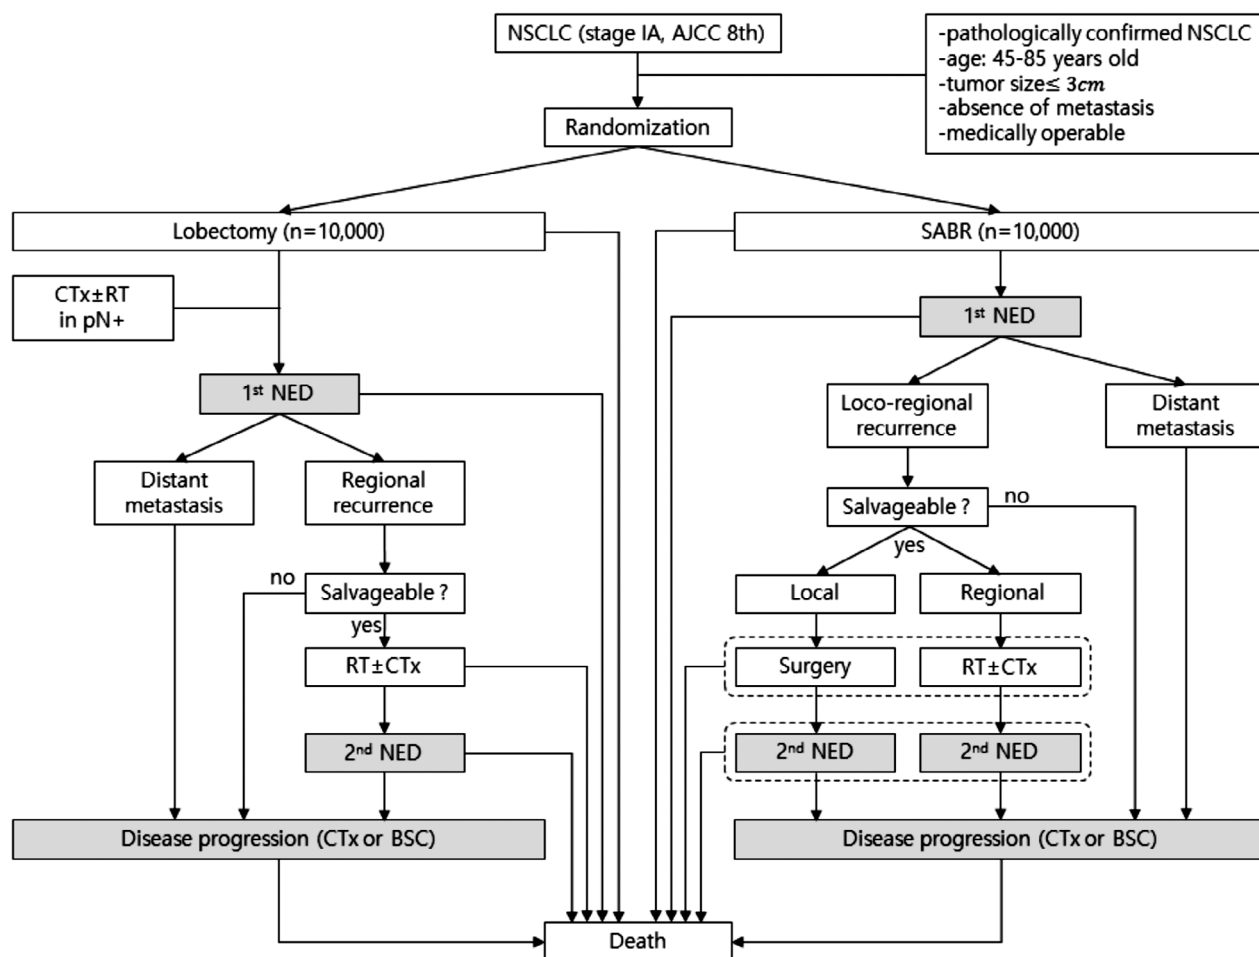 NSCLC (stage IA, AJCC 8th)
-pathologically confirmed NSCLC
-age: 45-85 years old
-tumor size≤ 3cm
-absence of metastasis
-medically operable
Randomization
Lobectomy (n=10,000)
SABR (n=10,000)
CTx±RT
in pN+
1st NED
Distant
metastasis
Regional
recurrence
no
Salvageable ?
yes
RT±CTx
2nd NED
Disease progression (CTx or BSC)
1st NED
Loco-regional
recurrence
Distant
metastasis
Salvageable ?
no
yes
Local
Regional
Surgery
RT±CTx
2nd NED
2nd NED
Disease progression (CTx or BSC)
Death